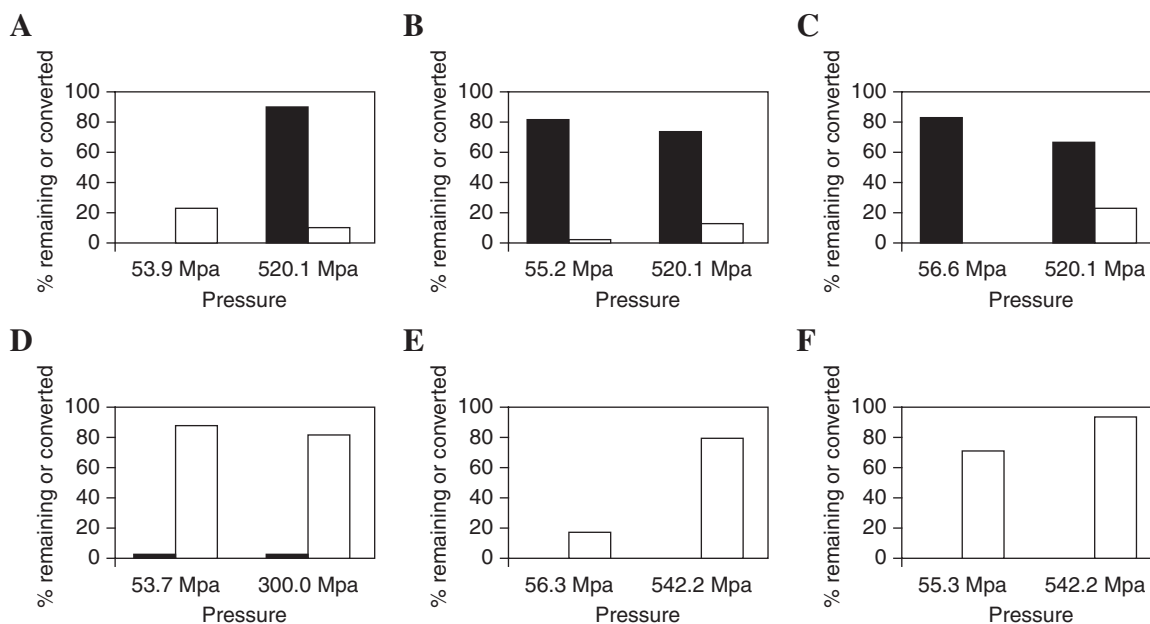 A B C
% remaining or converted % remaining or converted % remaining or converted
100 100 100
80 80 80
60 60 60
40 40 40
20 20 20
0 0 0
53.9 Mpa 520.1 Mpa 55.2 Mpa 520.1 Mpa 56.6 Mpa 520.1 Mpa
Pressure Pressure Pressure
D E F
% remaining or converted % remaining or converted % remaining or converted
100 100 100
80 80 80
60 60 60
40 40 40
20 20 20
0 0 0
53.7 Mpa 300.0 Mpa 56.3 Mpa 542.2 Mpa 55.3 Mpa 542.2 Mpa
Pressure Pressure Pressure